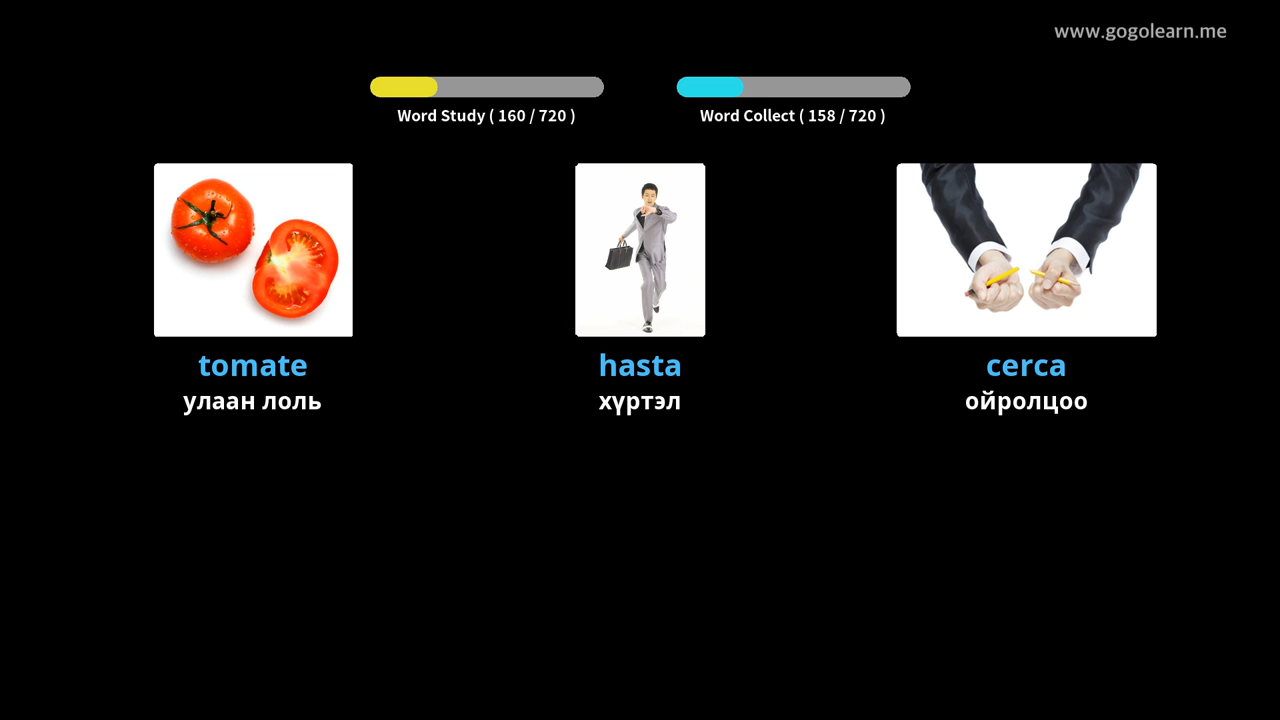 www.gogolearn.me
Word Study ( 160 / 720 )
Word Collect ( 158 / 720 )
tomate
улаан лоль
hasta
хүртэл
cerca
ойролцоо